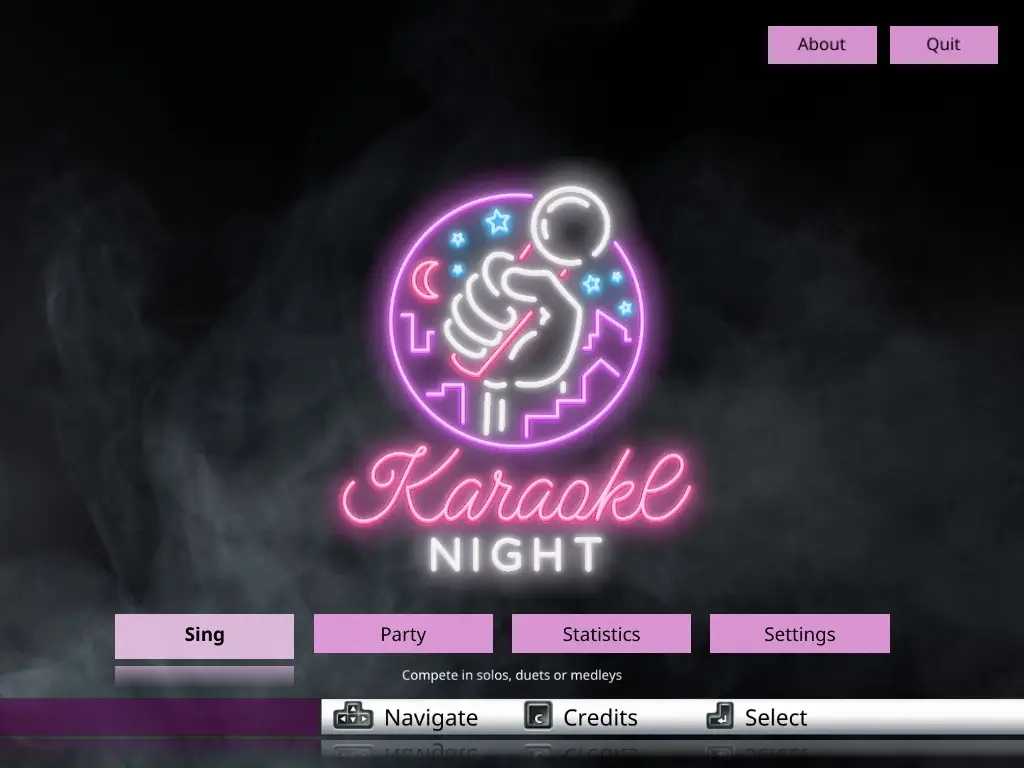 About
Quit
Karaoke
NIGHT
Sing
Party
Statistics
Settings
Compete in solos, duets or medleys
Navigate
C
Credits
Select